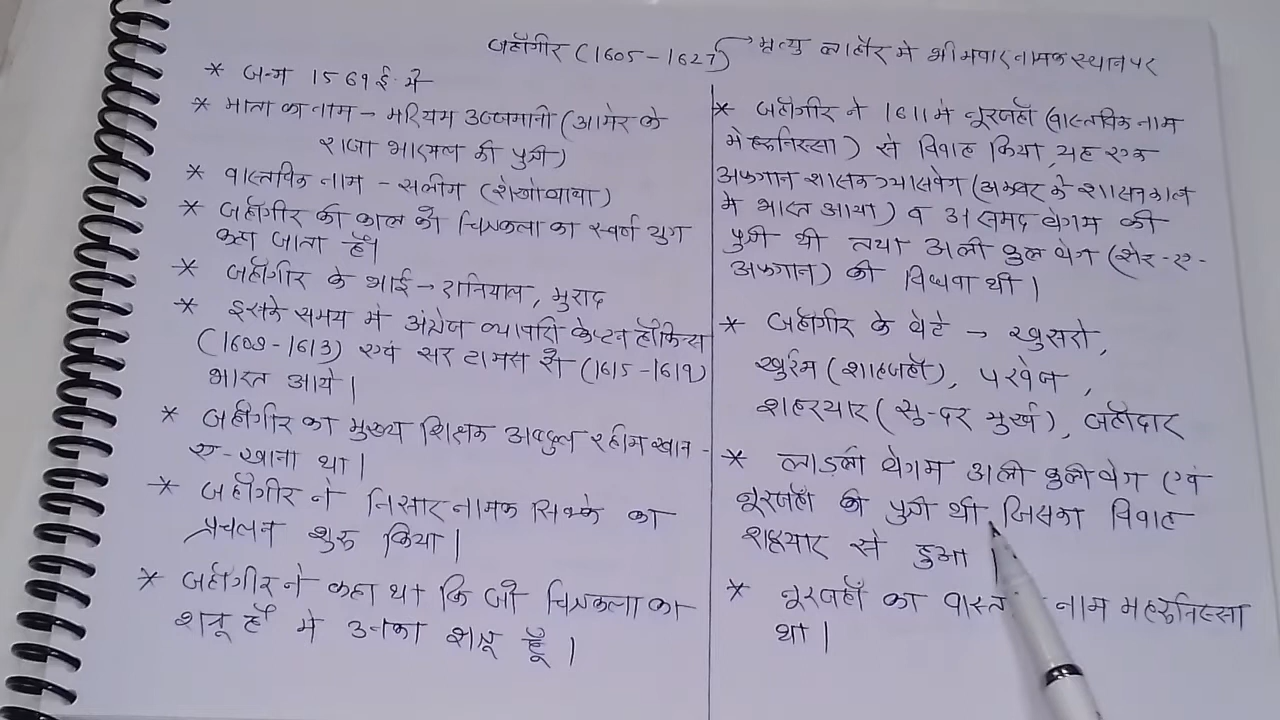 जहाँगीर (1605-1627) → मृत्यु लाहौर मे भीमवार नामक स्थान पर
* जन्म 1569 ई. मे
* माता का नाम → मरियम उज्जमानी (आमेर के
राजा भारमल की पुत्री)
* वास्तविक नाम - सलीम (शेखोबाबा)
* जहाँगीर की काल को चित्रकला का स्वर्ण युग
कहा जाता हैं।
* जहाँगीर के भाई → दानियाल, मुराद
* इसके समय मे अंग्रेज व्यापारी केप्टन हॉकिन्स
(1608-1613) एवं सर टामस रो (1615-1619)
भारत आये।
* जहाँगीर का मुख्य शिक्षक अबदुल रहीम खान -
ए - खाना था।
* जहाँगीर ने निसार नामक सिक्के का
प्रचलन शुरू किया।
* जहाँगीर ने कहा था कि जो चित्रकला का
शत्रू हैं मे उनका शत्रू हूँ।
* जहाँगीर ने 1611 मे नूरजहाँ (वास्तविक नाम
मेहरूनिस्सा) से विवाह किया, यह एक
अफगान शासक ग्यासबेग (अकबर के शासनकाल
मे भारत आया) व असमद बेगम की
पुत्री थी तथा अली कुल बेग (शेर-ए-
अफगान) की विधवा थी।
* जहाँगीर के बेटे → खुसरो,
खुर्रम (शाहजहाँ), परवेज,
शहरयार (सुन्दर मुर्ख), जहाँदार
* लाडली बेगम अली कुली बेग एवं
नूरजहाँ की पुत्री थी जिसका विवाह
शहरयार से हुआ।
* नूरजहाँ का नाम महरूनिस्सा
था।